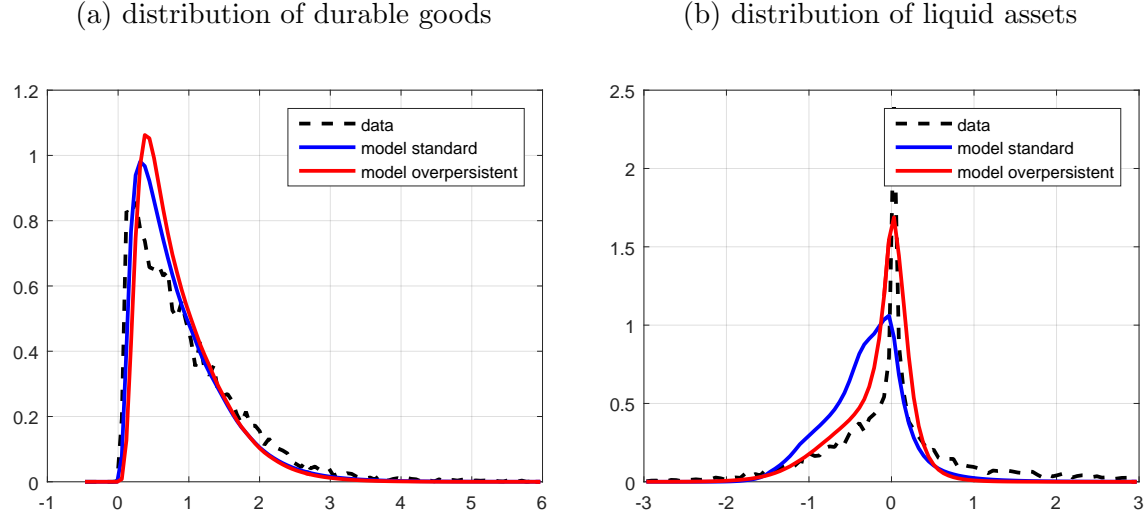 (a) distribution of durable goods
(b) distribution of liquid assets
1.2
1
0.8
0.6
0.4
0.2
0
-1 0 1 2 3 4 5 6
data
model standard
model overpersistent
2.5
2
1.5
1
0.5
0
-3 -2 -1 0 1 2 3
data
model standard
model overpersistent